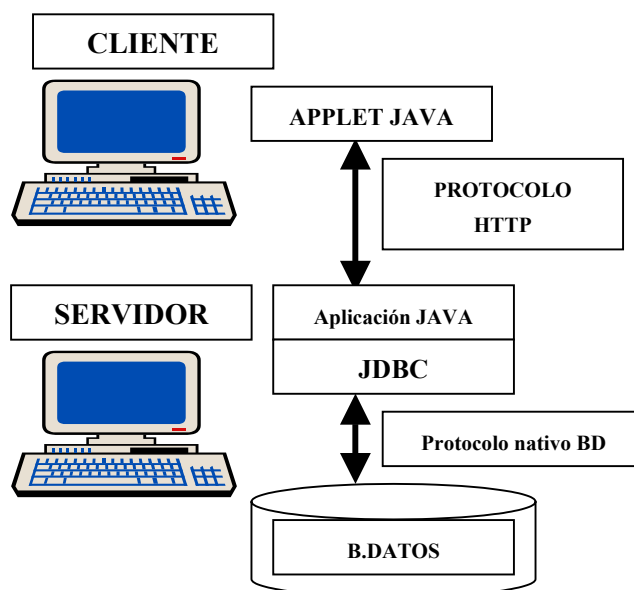 CLIENTE
APPLET JAVA
PROTOCOLO
HTTP
SERVIDOR
Aplicación JAVA
JDBC
Protocolo nativo BD
B.DATOS